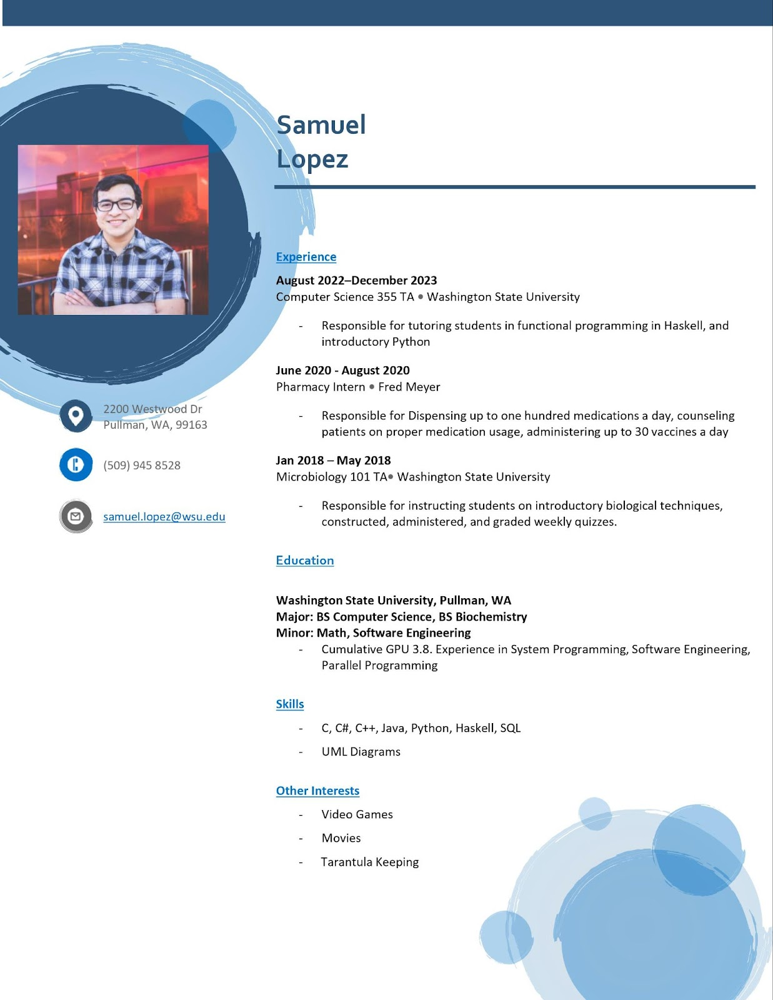 Samuel
Lopez
2200 Westwood Dr
Pullman, WA, 99163
(509) 945 8528
samuel.lopez@wsu.edu
Experience
August 2022–December 2023
Computer Science 355 TA • Washington State University
- Responsible for tutoring students in functional programming in Haskell, and
introductory Python
June 2020 - August 2020
Pharmacy Intern • Fred Meyer
- Responsible for Dispensing up to one hundred medications a day, counseling
patients on proper medication usage, administering up to 30 vaccines a day
Jan 2018 – May 2018
Microbiology 101 TA• Washington State University
- Responsible for instructing students on introductory biological techniques,
constructed, administered, and graded weekly quizzes.
Education
Washington State University, Pullman, WA
Major: BS Computer Science, BS Biochemistry
Minor: Math, Software Engineering
- Cumulative GPU 3.8. Experience in System Programming, Software Engineering,
Parallel Programming
Skills
- C, C#, C++, Java, Python, Haskell, SQL
- UML Diagrams
Other Interests
- Video Games
- Movies
- Tarantula Keeping